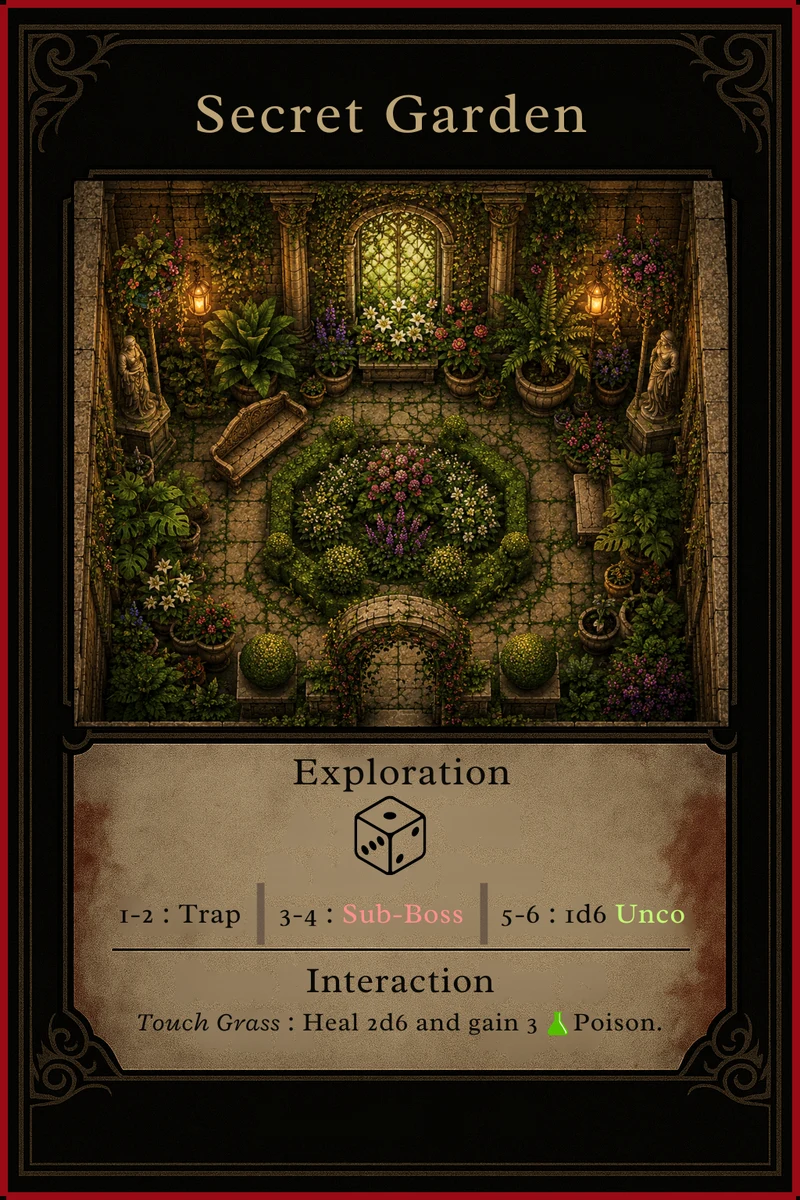 Secret Garden
Exploration
1-2 : Trap 3-4 : Sub-Boss 5-6 : 1d6 Unco
Interaction
Touch Grass : Heal 2d6 and gain 3 Poison.